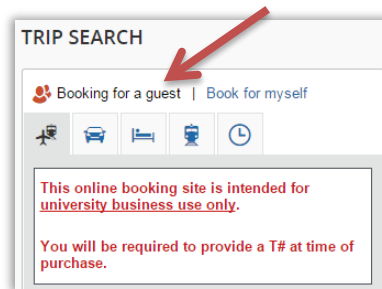 TRIP SEARCH
Booking for a guest | Book for myself
This online booking site is intended for
university business use only.
You will be required to provide a T# at time of
purchase.